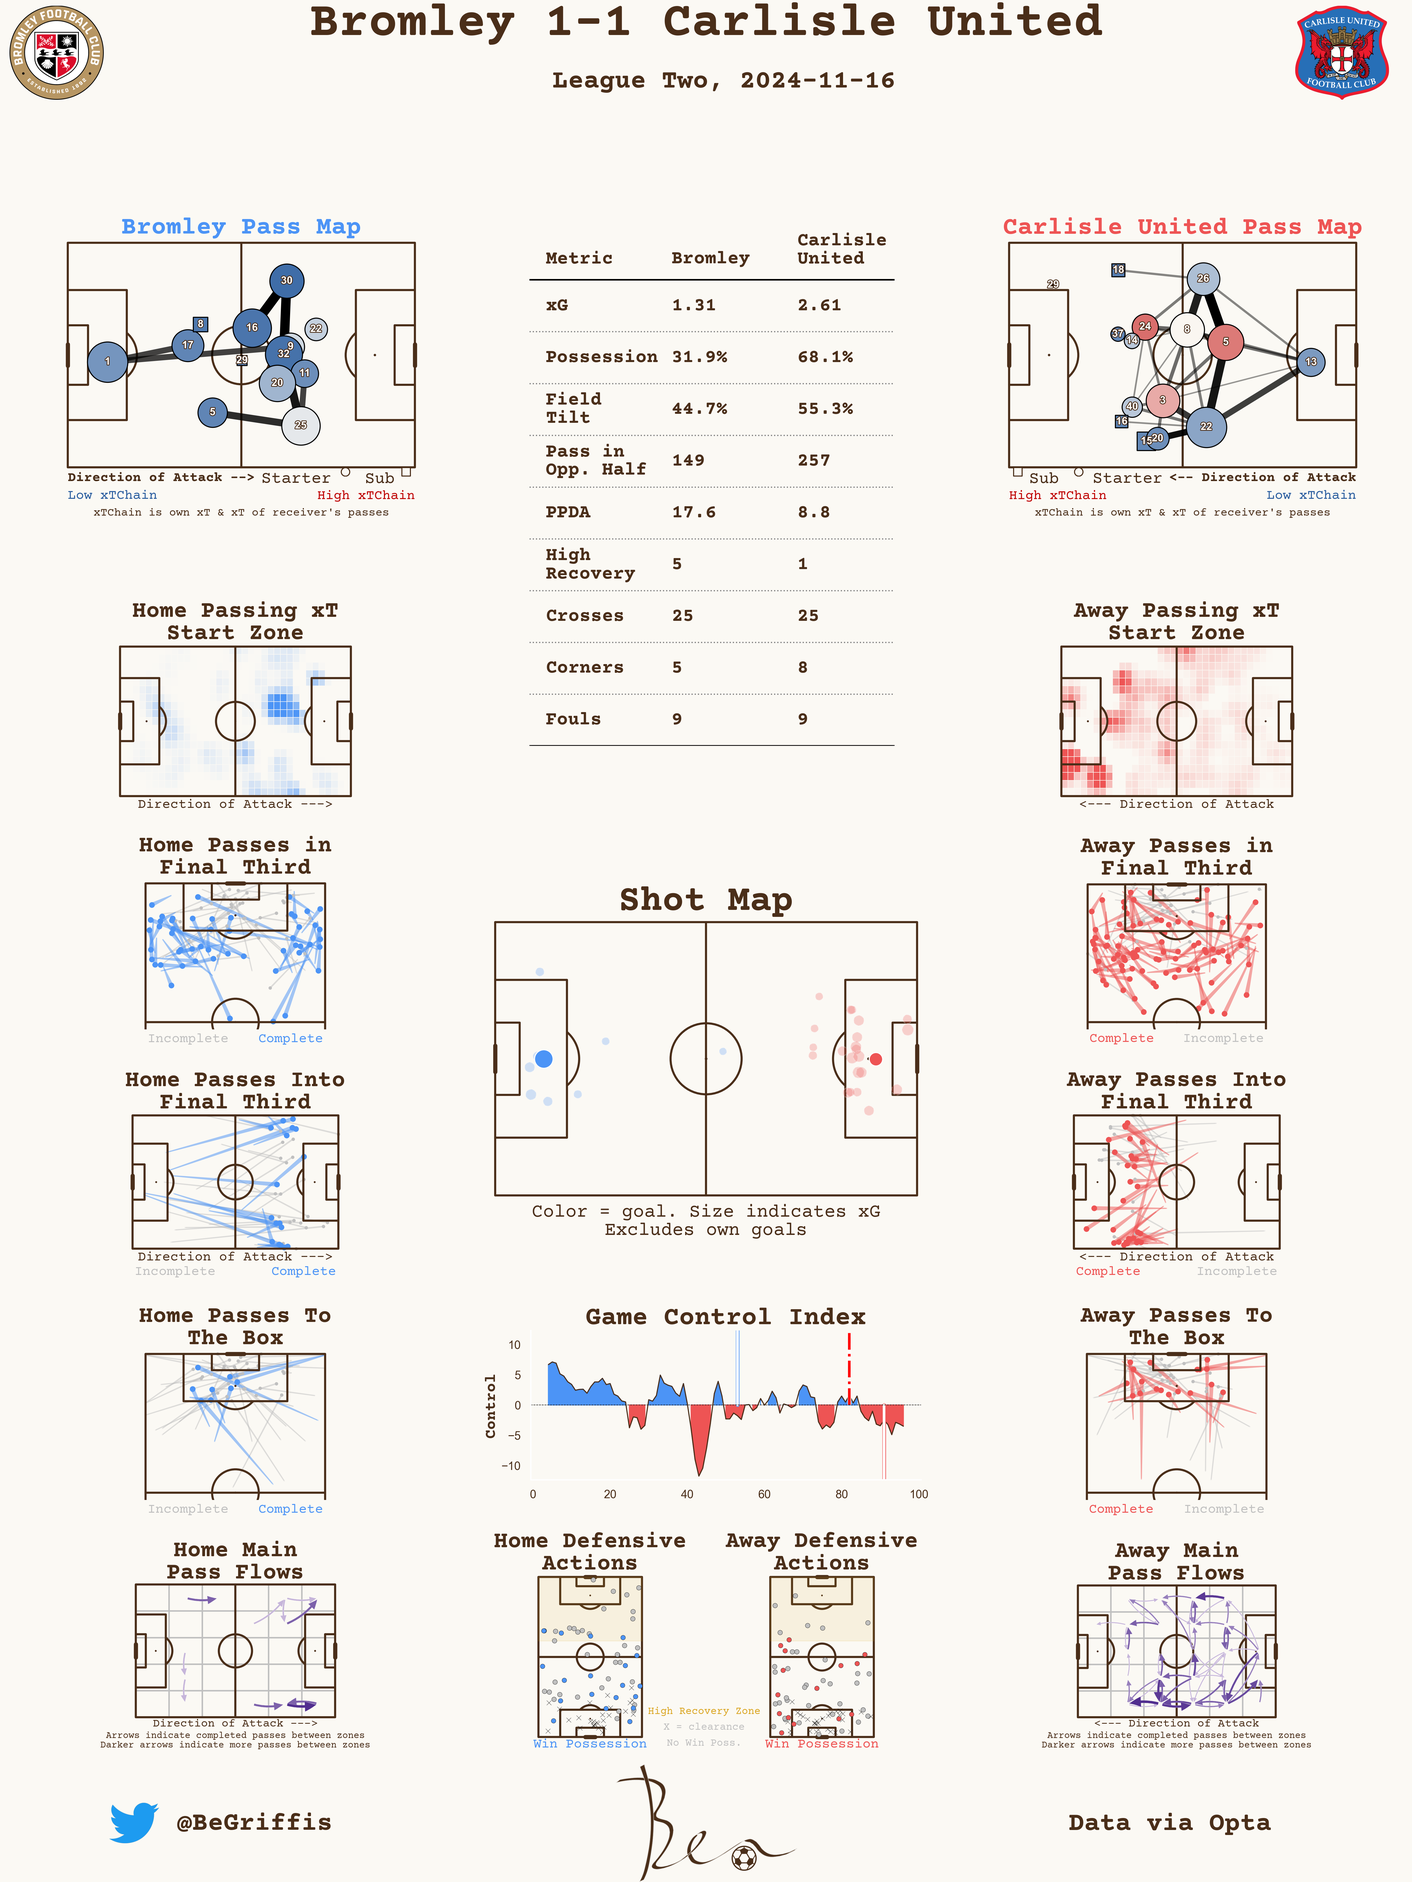 Bromley 1-1 Carlisle United
League Two, 2024-11-16
BROMLEY FOOTBALL CLUB
• ESTABLISHED 1892 •
CARLISLE UNITED
FOOTBALL CLUB
Bromley Pass Map
30
16
8
22
17
9
32
29
1
11
20
5
25
Direction of Attack --> Starter Sub
Low xTChain High xTChain
xTChain is own xT & xT of receiver's passes
Metric Bromley Carlisle United
xG 1.31 2.61
Possession 31.9% 68.1%
Field Tilt 44.7% 55.3%
Pass in Opp. Half 149 257
PPDA 17.6 8.8
High Recovery 5 1
Crosses 25 25
Corners 5 8
Fouls 9 9
Carlisle United Pass Map
18
26
29
24
8
37
14
5
13
3
40
16
22
15
20
Sub Starter <-- Direction of Attack
High xTChain Low xTChain
xTChain is own xT & xT of receiver's passes
Home Passing xT
Start Zone
Direction of Attack --->
Away Passing xT
Start Zone
<--- Direction of Attack
Home Passes in
Final Third
Incomplete Complete
Away Passes in
Final Third
Complete Incomplete
Shot Map
Color = goal. Size indicates xG
Excludes own goals
Home Passes Into
Final Third
Direction of Attack --->
Incomplete Complete
Away Passes Into
Final Third
<--- Direction of Attack
Complete Incomplete
Home Passes To
The Box
Incomplete Complete
Game Control Index
Control
10
5
0
−5
−10
0 20 40 60 80 100
Away Passes To
The Box
Complete Incomplete
Home Main
Pass Flows
Direction of Attack --->
Arrows indicate completed passes between zones
Darker arrows indicate more passes between zones
Home Defensive
Actions
Win Possession
Away Defensive
Actions
Win Possession
High Recovery Zone
X = clearance
No Win Poss.
Away Main
Pass Flows
<--- Direction of Attack
Arrows indicate completed passes between zones
Darker arrows indicate more passes between zones
@BeGriffis
Ben
Data via Opta